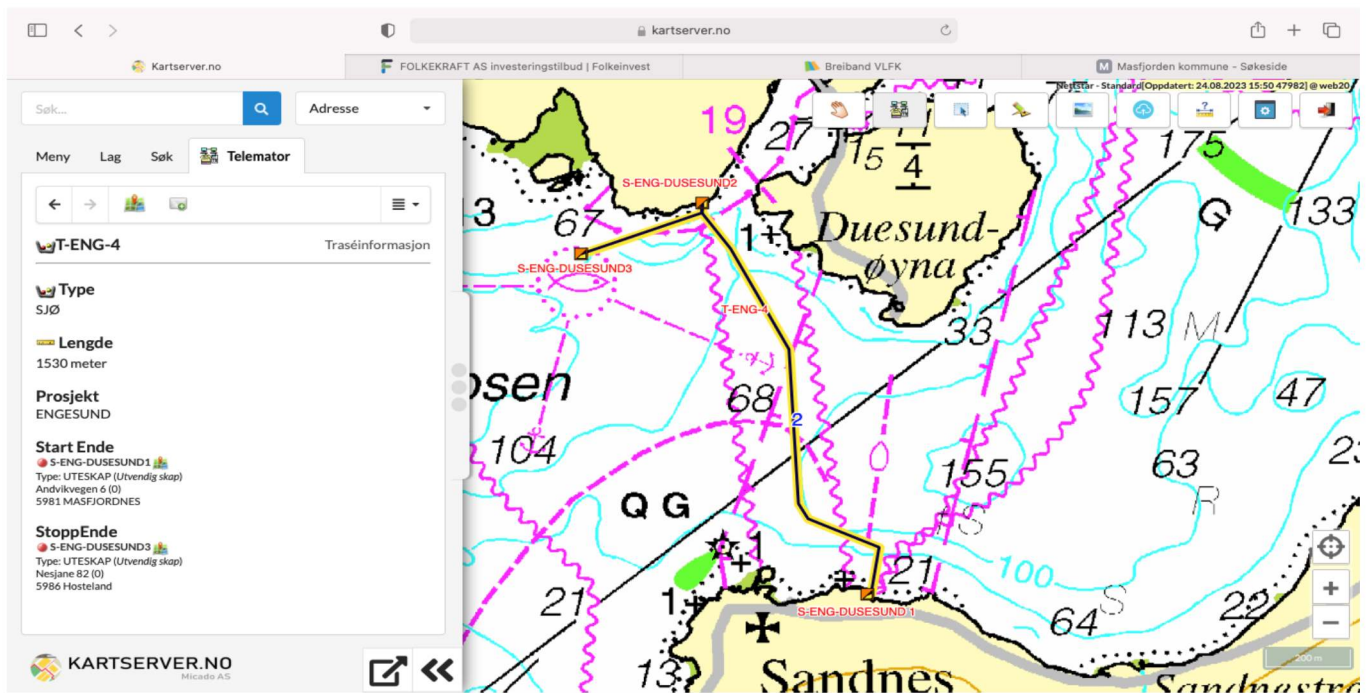 kartserver.no
Kartserver.no
FOLKEKRAFT AS investeringstilbud | Folkeinvest
Breiband VLFK
Masfjorden kommune – Søkeside
Søk...
Adresse
Meny
Lag
Søk
Telemator
T-ENG-4
Traséinformasjon
Type
SJØ
Lengde
1530 meter
Prosjekt
ENGESUND
Start Ende
S-ENG-DUSESUND1
Type: UTESKAP (Utvendig skap)
Andvikvegen 6 (0)
5981 MASFJORDNES
StoppEnde
S-ENG-DUSESUND3
Type: UTESKAP (Utvendig skap)
Nesjane 82 (0)
5986 Hosteland
KARTSERVER.NO
Micado AS
Nettstar - Standard[Oppdatert: 24.08.2023 15:50 47982] @ web20
19
27
11
15
4
175
S-ENG-DUSESUND2
3
67
1
Duesund-
øyna
G
133
S-ENG-DUSESUND3
T-ENG-4
33
113
M
osen
68
157
47
2
104
63
155
Q G
S
R
1
21
21
100
1
S-ENG-DUSESUND 1
64
S
22
13
Sandnes
Sandnestr
200 m